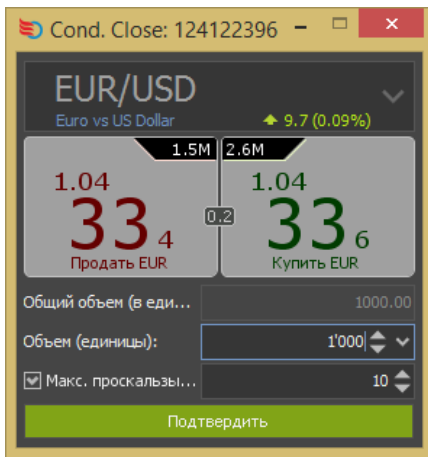 Cond. Close: 124122396
EUR/USD
Euro vs US Dollar 9.7 (0.09%)
1.5M 2.6M
1.04 1.04
33 4 0.2 33 6
Продать EUR Купить EUR
Общий объем (в еди... 1000.00
Объем (единицы): 1'000
Макс. проскальзы... 10
Подтвердить